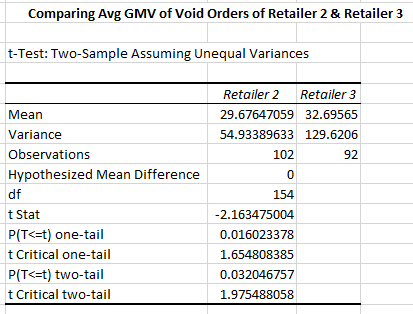 Comparing Avg GMV of Void Orders of Retailer 2 & Retailer 3
t-Test: Two-Sample Assuming Unequal Variances
Retailer 2 Retailer 3
Mean 29.67647059 32.69565
Variance 54.93389633 129.6206
Observations 102 92
Hypothesized Mean Difference 0
df 154
t Stat -2.163475004
P(T<=t) one-tail 0.016023378
t Critical one-tail 1.654808385
P(T<=t) two-tail 0.032046757
t Critical two-tail 1.975488058